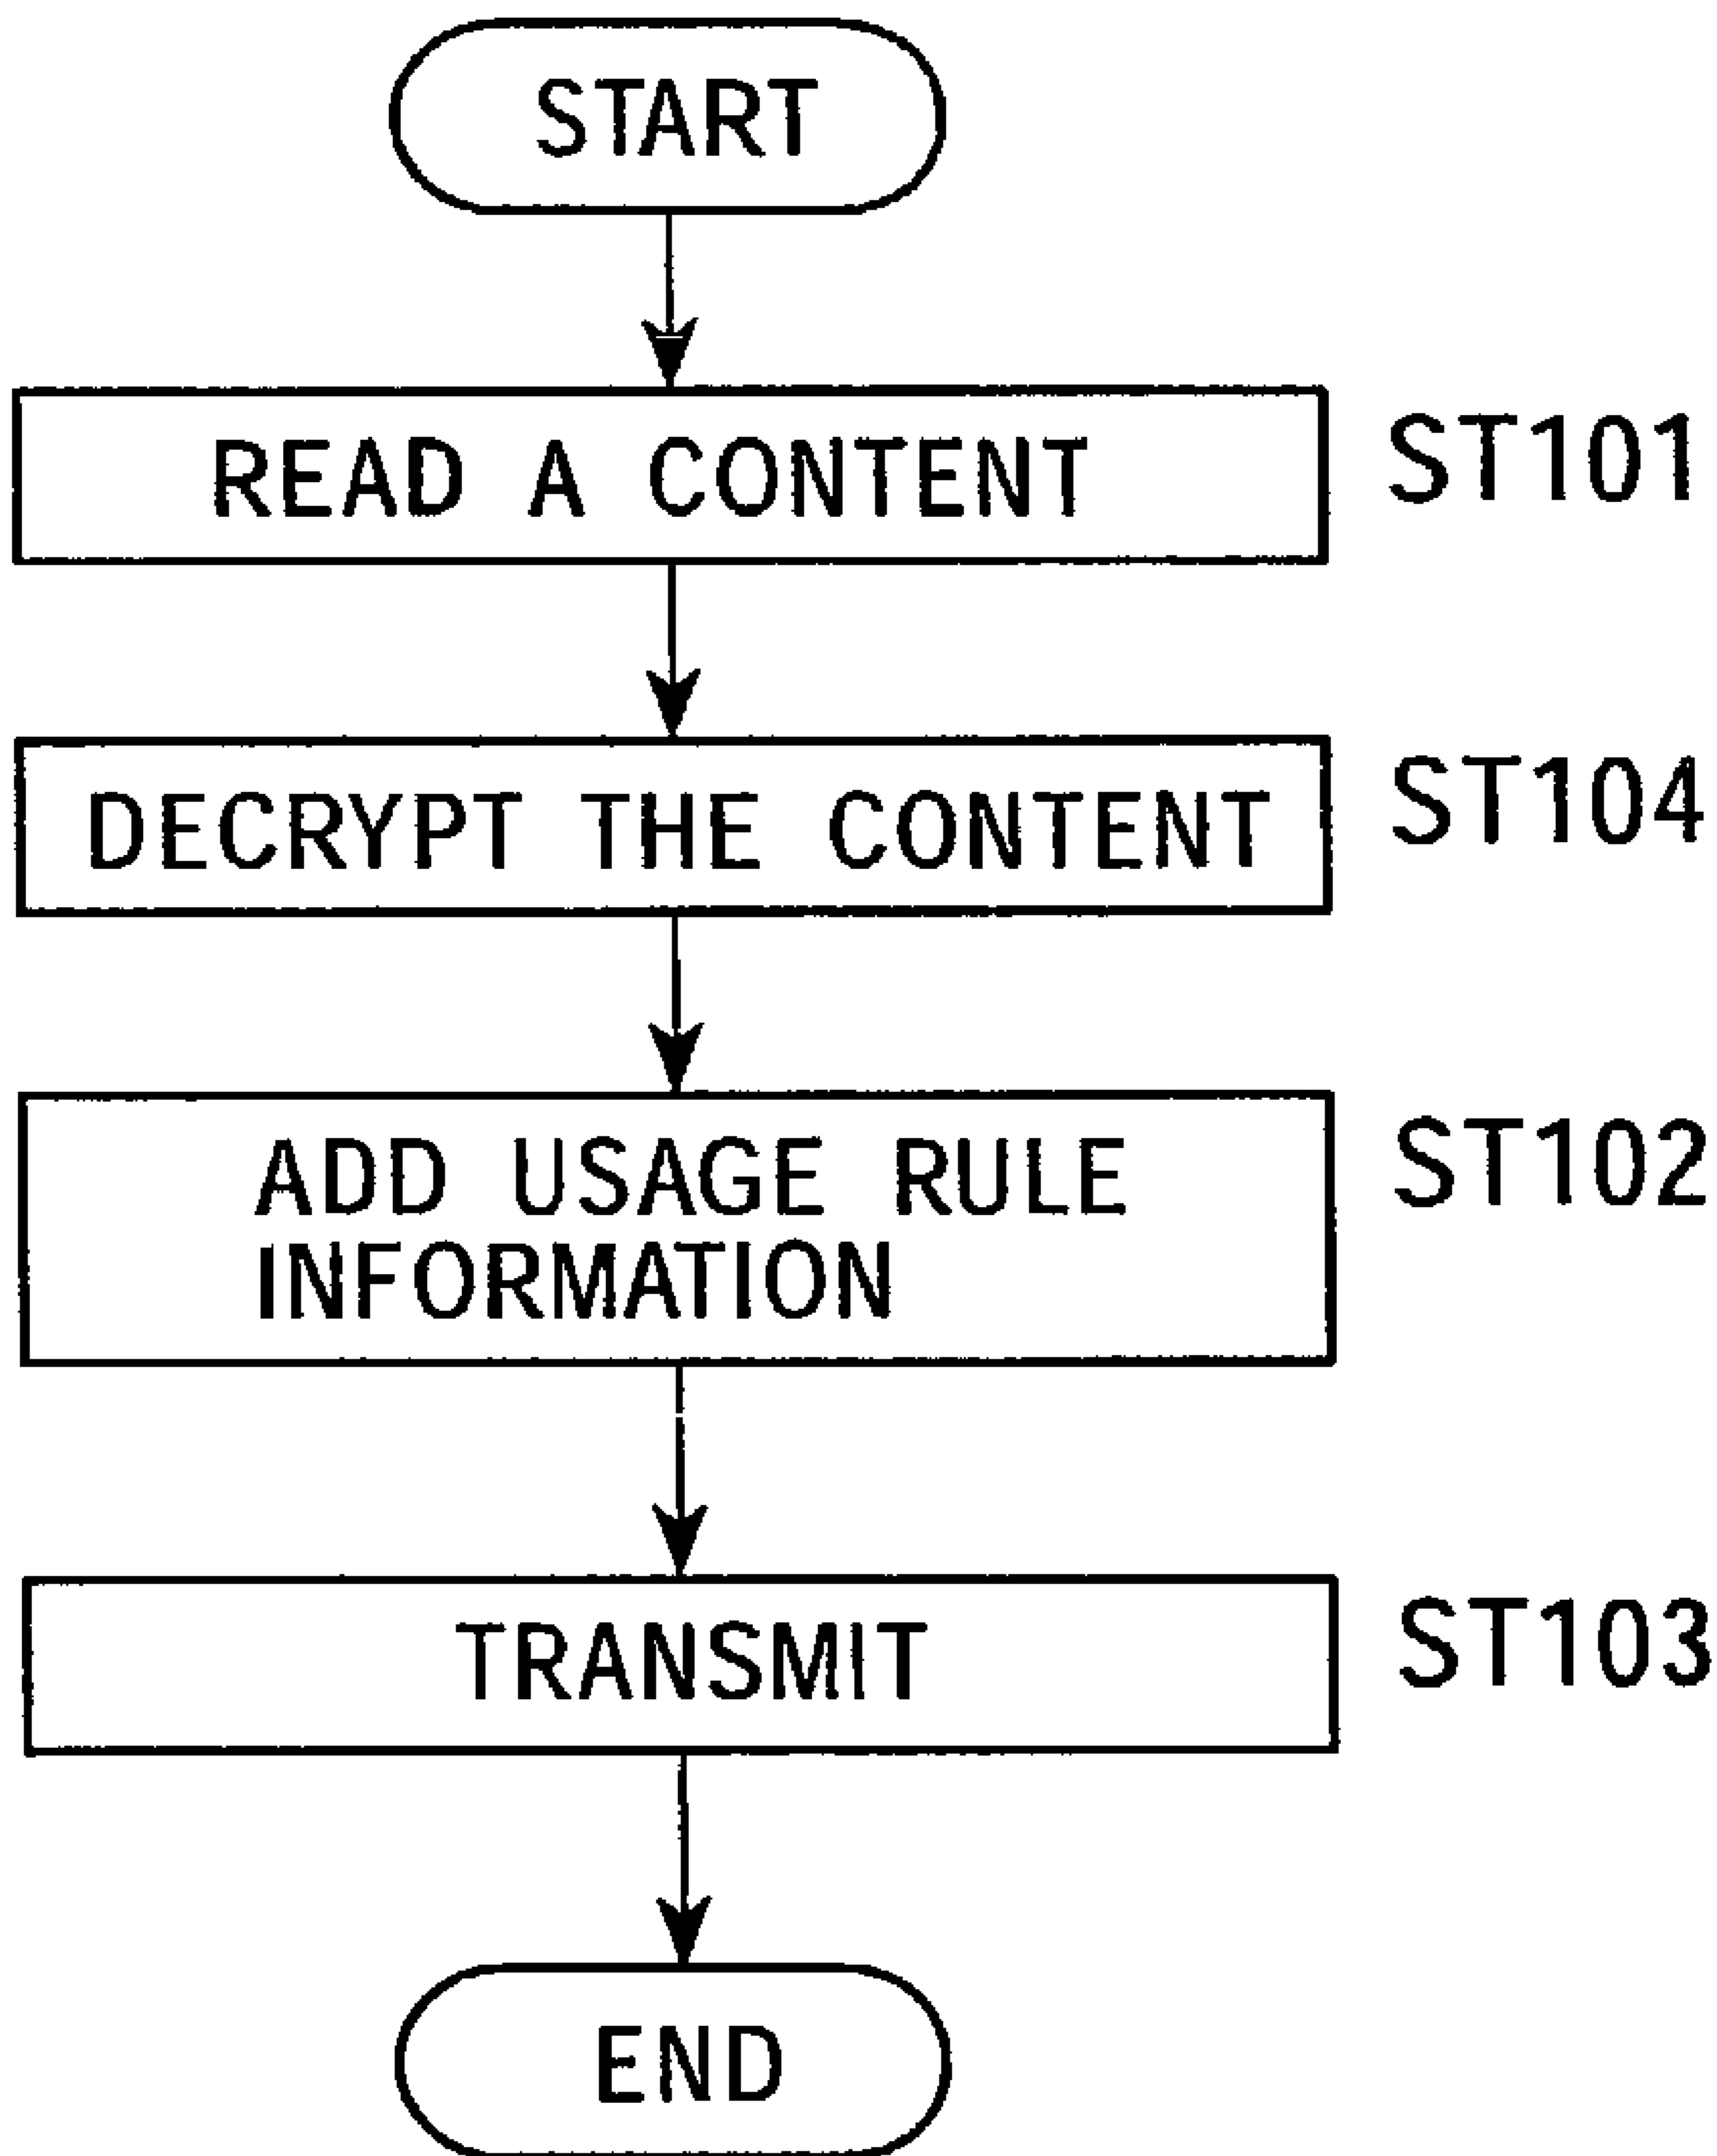 START
READ A CONTENT ST101
DECRYPT THE CONTENT ST104
ADD USAGE RULE ST102
INFORMATION
TRANSMIT ST103
END